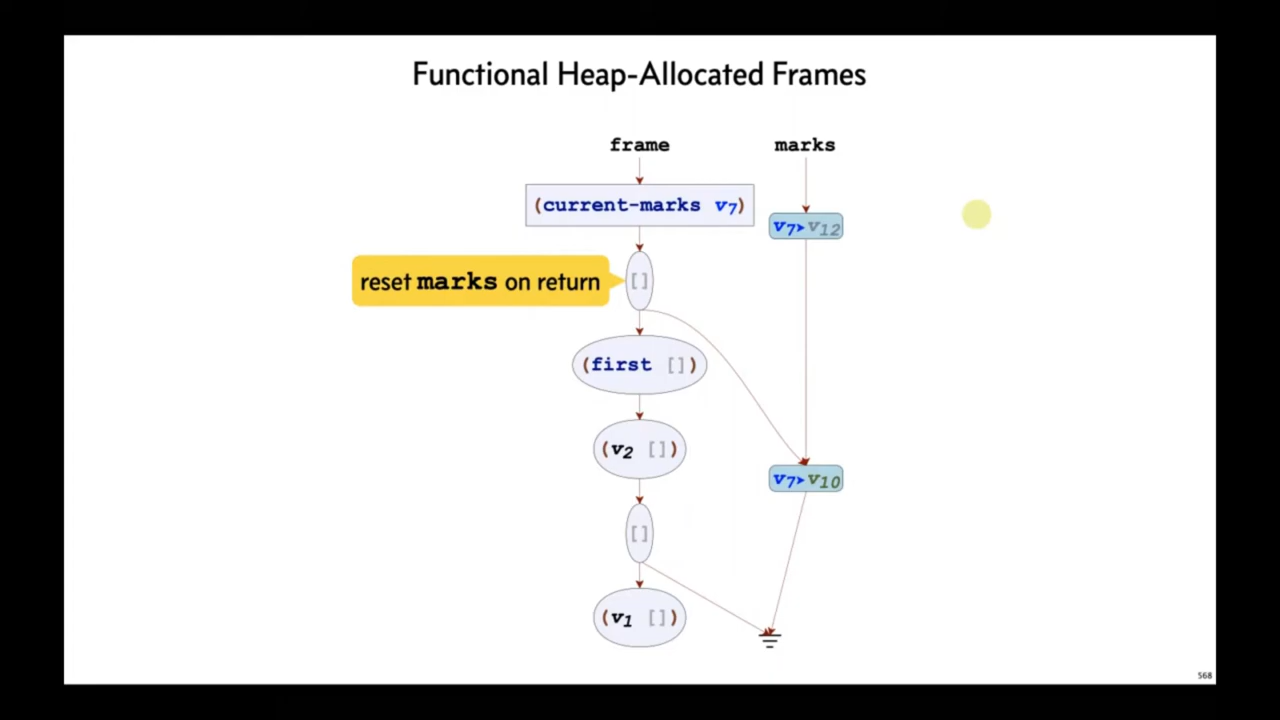 Functional Heap-Allocated Frames
frame
marks
(current-marks v7)
v7➤v12
reset marks on return
[]
(first [])
(v2 [])
v7➤v10
[]
(v1 [])
568